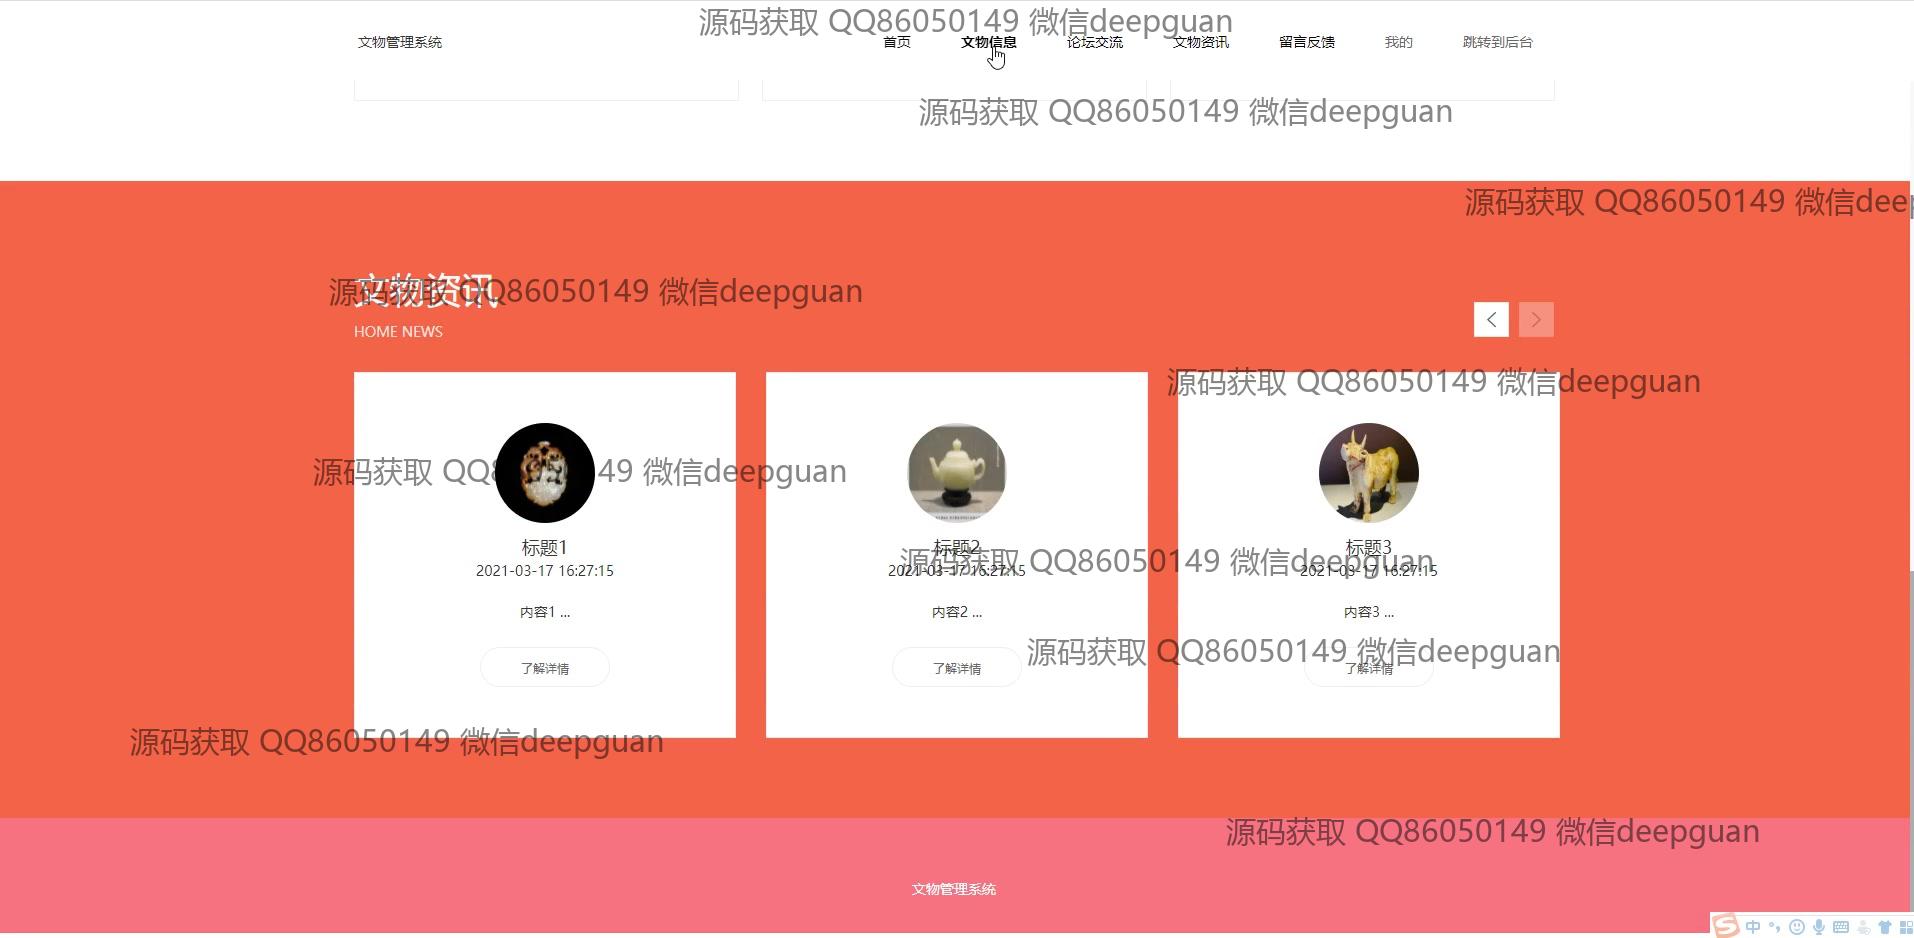 源码获取 QQ86050149 微信deepguan
文物管理系统
首页
文物信息
论坛交流
文物资讯
留言反馈
我的
跳转到后台
源码获取 QQ86050149 微信deepguan
源码获取 QQ86050149 微信deep
文物资讯
源码获取 QQ86050149 微信deepguan
HOME NEWS
源码获取 QQ86050149 微信deepguan
源码获取 QQ8 49 微信deepguan
标题1
2021-03-17 16:27:15
内容1 ...
了解详情
标题2
2021-03-17 16:27:15
内容2 ...
了解详情
标题3
2021-03-17 16:27:15
内容3 ...
了解详情
源码获取 QQ86050149 微信deepguan
源码获取 QQ86050149 微信deepguan
源码获取 QQ86050149 微信deepguan
源码获取 QQ86050149 微信deepguan
文物管理系统
S 中